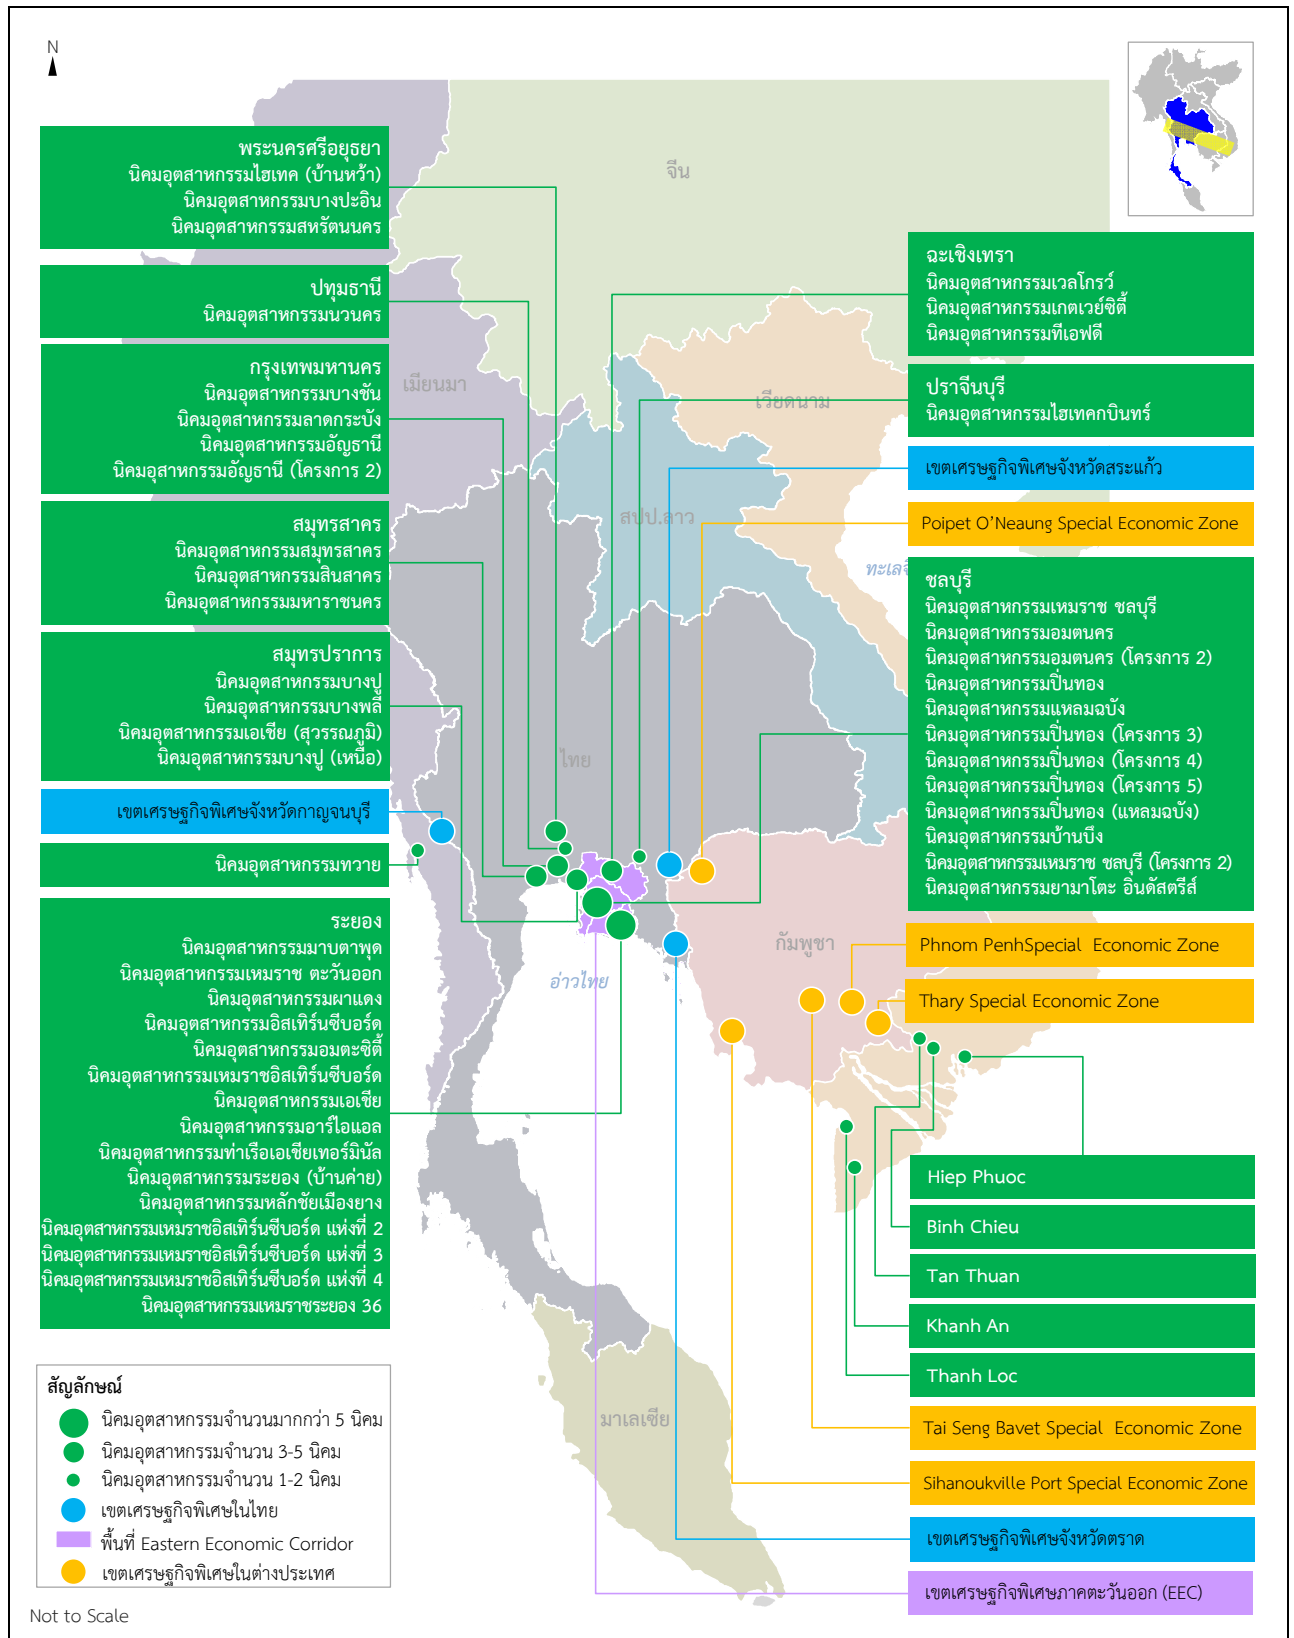 N
พระนครศรีอยุธยา
นิคมอุตสาหกรรมไฮเทค (บ้านหว้า)
นิคมอุตสาหกรรมบางปะอิน
นิคมอุตสาหกรรมสหรัตนนคร
ปทุมธานี
นิคมอุตสาหกรรมนวนคร
กรุงเทพมหานคร
นิคมอุตสาหกรรมบางชัน
นิคมอุตสาหกรรมลาดกระบัง
นิคมอุตสาหกรรมอัญธานี
นิคมอุสาหกรรมอัญธานี (โครงการ 2)
สมุทรสาคร
นิคมอุตสาหกรรมสมุทรสาคร
นิคมอุตสาหกรรมสินสาคร
นิคมอุตสาหกรรมมหาราชนคร
สมุทรปราการ
นิคมอุตสาหกรรมบางปู
นิคมอุตสาหกรรมบางพลี
นิคมอุตสาหกรรมเอเชีย (สุวรรณภูมิ)
นิคมอุตสาหกรรมบางปู (เหนือ)
เขตเศรษฐกิจพิเศษจังหวัดกาญจนบุรี
นิคมอุตสาหกรรมทวาย
ระยอง
นิคมอุตสาหกรรมมาบตาพุด
นิคมอุตสาหกรรมเหมราช ตะวันออก
นิคมอุตสาหกรรมผาแดง
นิคมอุตสาหกรรมอิสเทิร์นซีบอร์ด
นิคมอุตสาหกรรมอมตะซิตี้
นิคมอุตสาหกรรมเหมราชอิสเทิร์นซีบอร์ด
นิคมอุตสาหกรรมเอเชีย
นิคมอุตสาหกรรมอาร์ไอแอล
นิคมอุตสาหกรรมท่าเรือเอเชียเทอร์มินัล
นิคมอุตสาหกรรมระยอง (บ้านค่าย)
นิคมอุตสาหกรรมหลักชัยเมืองยาง
นิคมอุตสาหกรรมเหมราชอิสเทิร์นซีบอร์ด แห่งที่ 2
นิคมอุตสาหกรรมเหมราชอิสเทิร์นซีบอร์ด แห่งที่ 3
นิคมอุตสาหกรรมเหมราชอิสเทิร์นซีบอร์ด แห่งที่ 4
นิคมอุตสาหกรรมเหมราชระยอง 36
จีน
เมียนมา
เวียดนาม
สปป.ลาว
ไทย
กัมพูชา
อ่าวไทย
มาเลเซีย
ฉะเชิงเทรา
นิคมอุตสาหกรรมเวลโกรว์
นิคมอุตสาหกรรมเกตเวย์ซิตี้
นิคมอุตสาหกรรมทีเอฟดี
ปราจีนบุรี
นิคมอุตสาหกรรมไฮเทคกบินทร์
เขตเศรษฐกิจพิเศษจังหวัดสระแก้ว
Poipet O’Neaung Special Economic Zone
ชลบุรี
นิคมอุตสาหกรรมเหมราช ชลบุรี
นิคมอุตสาหกรรมอมตนคร
นิคมอุตสาหกรรมอมตนคร (โครงการ 2)
นิคมอุตสาหกรรมปิ่นทอง
นิคมอุตสาหกรรมแหลมฉบัง
นิคมอุตสาหกรรมปิ่นทอง (โครงการ 3)
นิคมอุตสาหกรรมปิ่นทอง (โครงการ 4)
นิคมอุตสาหกรรมปิ่นทอง (โครงการ 5)
นิคมอุตสาหกรรมปิ่นทอง (แหลมฉบัง)
นิคมอุตสาหกรรมบ้านบึง
นิคมอุตสาหกรรมเหมราช ชลบุรี (โครงการ 2)
นิคมอุตสาหกรรมยามาโตะ อินดัสตรีส์
Phnom PenhSpecial Economic Zone
Thary Special Economic Zone
Hiep Phuoc
Binh Chieu
Tan Thuan
Khanh An
Thanh Loc
Tai Seng Bavet Special Economic Zone
Sihanoukville Port Special Economic Zone
เขตเศรษฐกิจพิเศษจังหวัดตราด
เขตเศรษฐกิจพิเศษภาคตะวันออก (EEC)
สัญลักษณ์
นิคมอุตสาหกรรมจำนวนมากกว่า 5 นิคม
นิคมอุตสาหกรรมจำนวน 3-5 นิคม
นิคมอุตสาหกรรมจำนวน 1-2 นิคม
เขตเศรษฐกิจพิเศษในไทย
พื้นที่ Eastern Economic Corridor
เขตเศรษฐกิจพิเศษในต่างประเทศ
Not to Scale